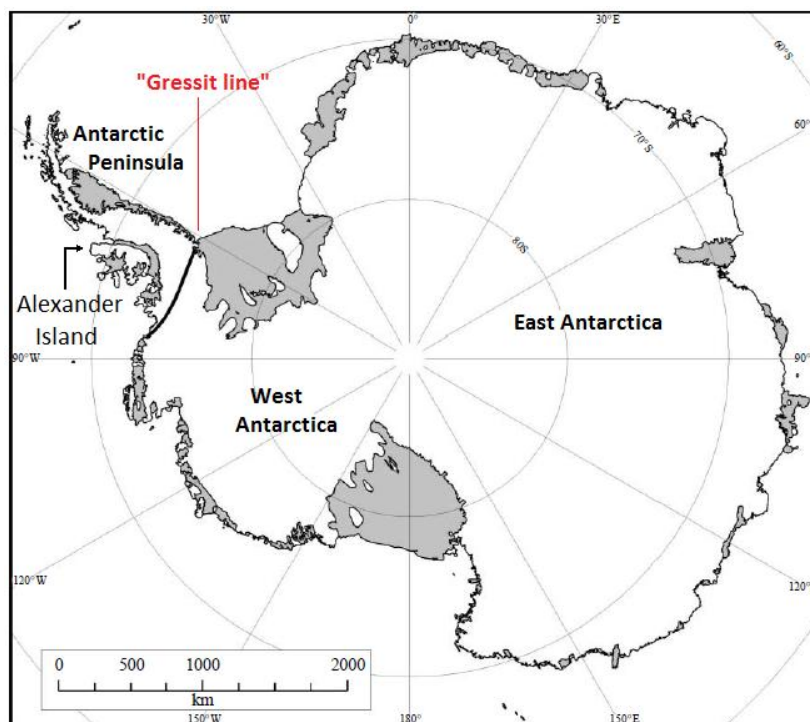 30°W
0°
30°E
60°S
"Gressit line"
60°
Antarctic
Peninsula
70°S
80°S
Alexander
Island
East Antarctica
90°W
90°
West
Antarctica
120°W
120°
0 500 1000 2000
km
150°W
180°
150°E